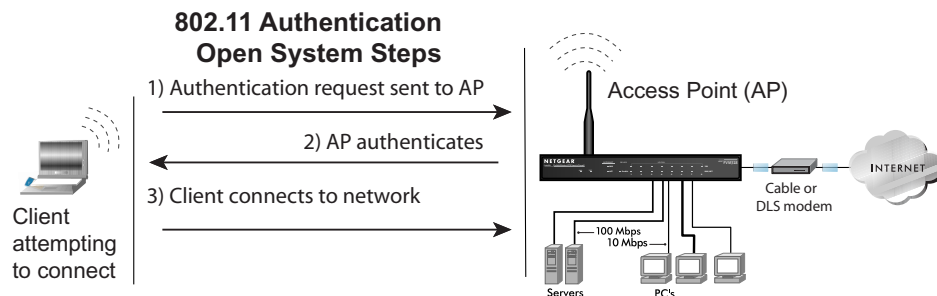 802.11 Authentication
Open System Steps
1) Authentication request sent to AP
2) AP authenticates
3) Client connects to network
Client
attempting
to connect
Access Point (AP)
NETGEAR
INTERNET
Cable or
DLS modem
100 Mbps
10 Mbps
Servers
PC's